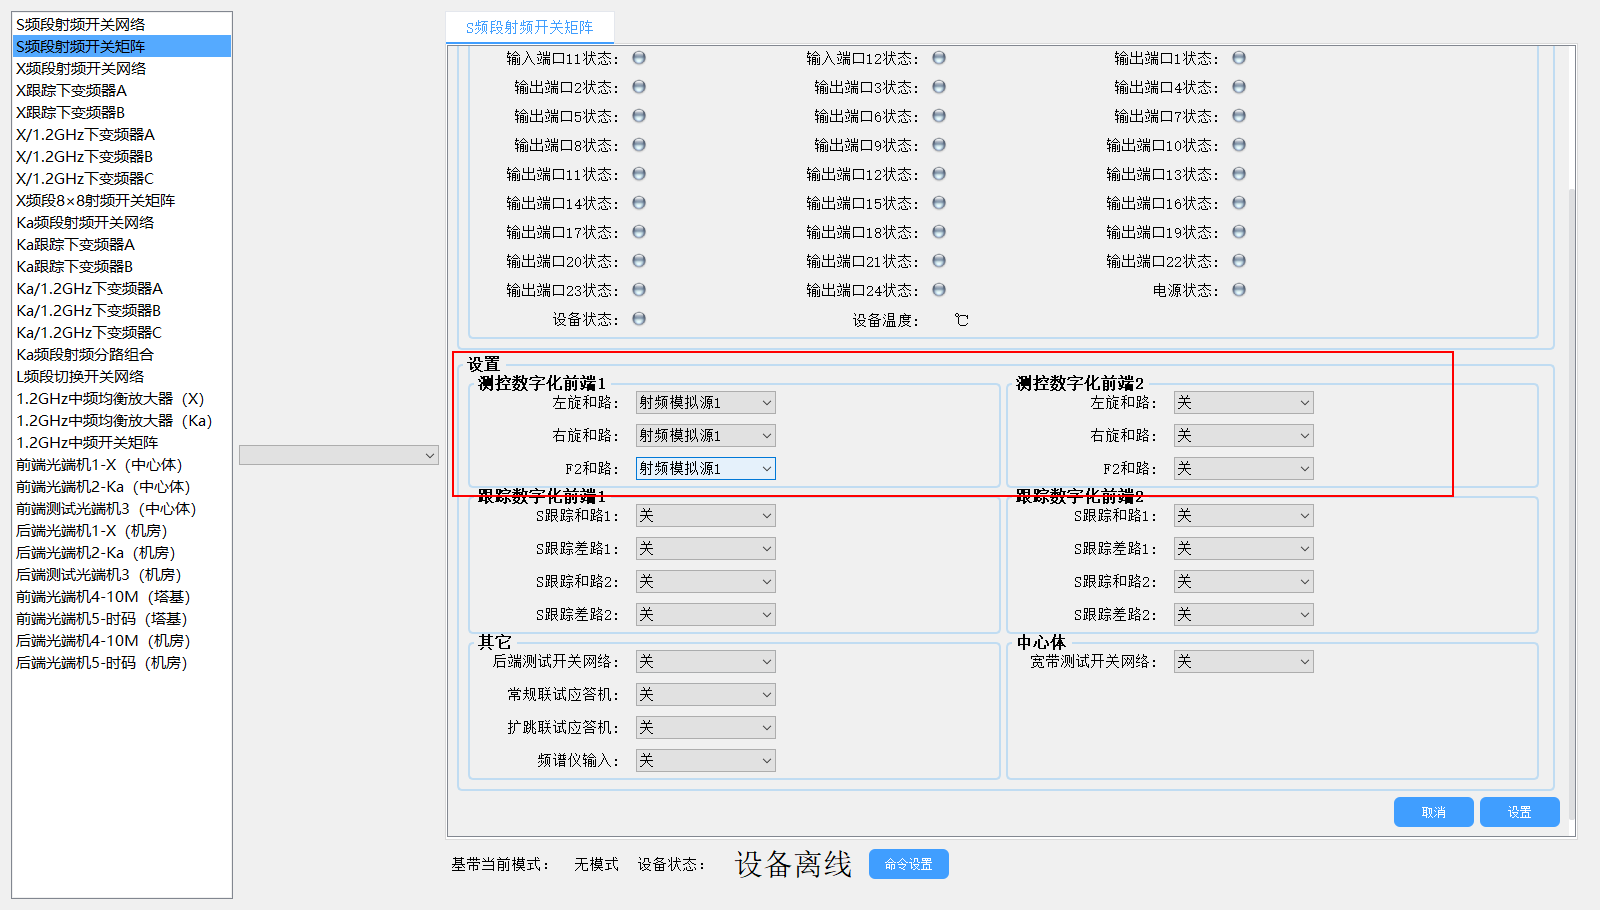 S频段射频开关网络
S频段射频开关矩阵
X频段射频开关网络
X跟踪下变频器A
X跟踪下变频器B
X/1.2GHz下变频器A
X/1.2GHz下变频器B
X/1.2GHz下变频器C
X频段8×8射频开关矩阵
Ka频段射频开关网络
Ka跟踪下变频器A
Ka跟踪下变频器B
Ka/1.2GHz下变频器A
Ka/1.2GHz下变频器B
Ka/1.2GHz下变频器C
Ka频段射频分路组合
L频段切换开关网络
1.2GHz中频均衡放大器（X）
1.2GHz中频均衡放大器（Ka）
1.2GHz中频开关矩阵
前端光端机1-X（中心体）
前端光端机2-Ka（中心体）
前端测试光端机3（中心体）
后端光端机1-X（机房）
后端光端机2-Ka（机房）
后端测试光端机3（机房）
前端光端机4-10M（塔基）
前端光端机5-时码（塔基）
后端光端机4-10M（机房）
后端光端机5-时码（机房）
S频段射频开关矩阵
输入端口11状态： 输入端口12状态： 输出端口1状态：
输出端口2状态： 输出端口3状态： 输出端口4状态：
输出端口5状态： 输出端口6状态： 输出端口7状态：
输出端口8状态： 输出端口9状态： 输出端口10状态：
输出端口11状态： 输出端口12状态： 输出端口13状态：
输出端口14状态： 输出端口15状态： 输出端口16状态：
输出端口17状态： 输出端口18状态： 输出端口19状态：
输出端口20状态： 输出端口21状态： 输出端口22状态：
输出端口23状态： 输出端口24状态： 电源状态：
设备状态： 设备温度： ℃
设置
测控数字化前端1
左旋和路： 射频模拟源1
右旋和路： 射频模拟源1
F2和路： 射频模拟源1
测控数字化前端2
左旋和路： 关
右旋和路： 关
F2和路： 关
跟踪数字化前端1
S跟踪和路1： 关
S跟踪差路1： 关
S跟踪和路2： 关
S跟踪差路2： 关
跟踪数字化前端2
S跟踪和路1： 关
S跟踪差路1： 关
S跟踪和路2： 关
S跟踪差路2： 关
其它
后端测试开关网络： 关
常规联试应答机： 关
扩跳联试应答机： 关
频谱仪输入： 关
中心体
宽带测试开关网络： 关
取消 设置
基带当前模式： 无模式 设备状态： 设备离线 命令设置